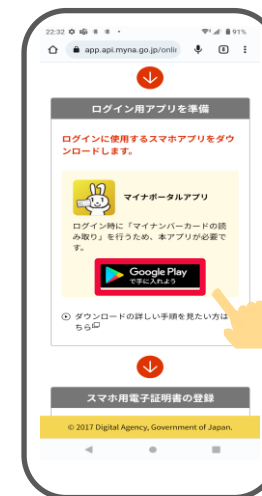 22:32
91%
app.api.myna.go.jp/onlin
6
ログイン用アプリを準備
ログインに使用するスマホアプリをダウ
ンロードします。
マイナポータルアプリ
ログイン時に「マイナンバーカードの読
み取り」を行うため、本アプリが必要で
す。
Google Play
で手に入れよう
ダウンロードの詳しい手順を見たい方は
ちら
スマホ用電子証明書の登録
© 2017 Digital Agency, Government of Japan.